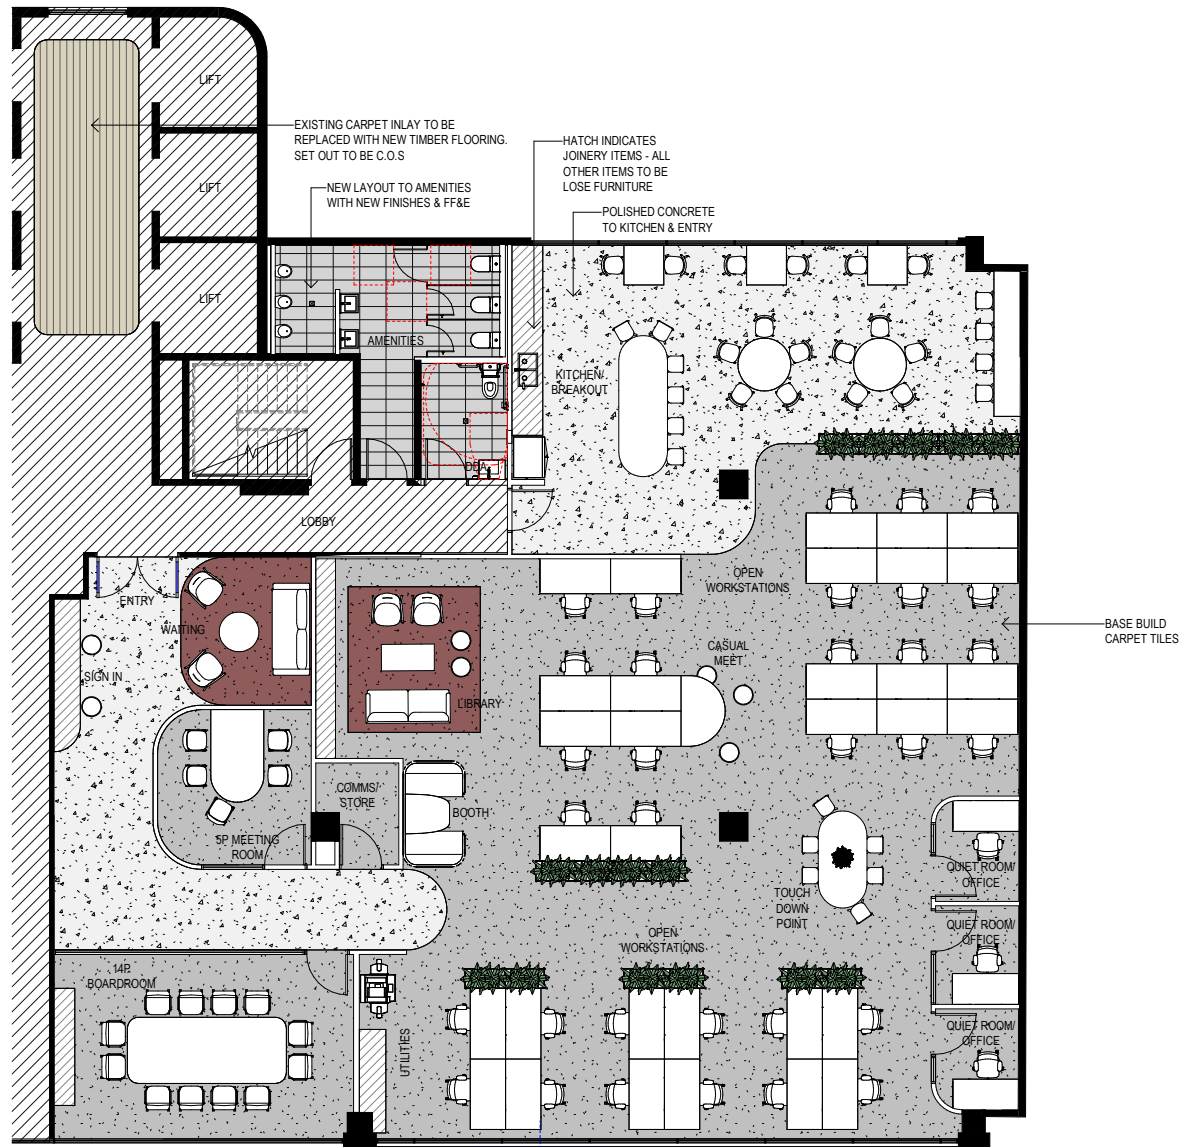 LIFT
EXISTING CARPET INLAY TO BE
REPLACED WITH NEW TIMBER FLOORING.
SET OUT TO BE C.O.S
HATCH INDICATES
JOINERY ITEMS - ALL
OTHER ITEMS TO BE
LOSE FURNITURE
LIFT
NEW LAYOUT TO AMENITIES
WITH NEW FINISHES & FF&E
POLISHED CONCRETE
TO KITCHEN & ENTRY
LIFT
AMENITIES
KITCHEN/
BREAKOUT
DDA
LOBBY
OPEN
WORKSTATIONS
ENTRY
WAITING
BASE BUILD
CARPET TILES
CASUAL
MEET
SIGN IN
LIBRARY
COMMS/
STORE
BOOTH
5P MEETING
ROOM
QUIET ROOM/
OFFICE
TOUCH
DOWN
POINT
QUIET ROOM/
OFFICE
OPEN
WORKSTATIONS
14P
BOARDROOM
UTILITIES
QUIET ROOM/
OFFICE